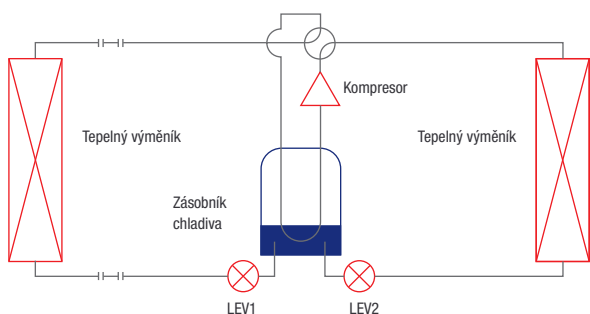 Kompresor
Tepelný výměník
Tepelný výměník
Zásobník
chladiva
LEV1
LEV2